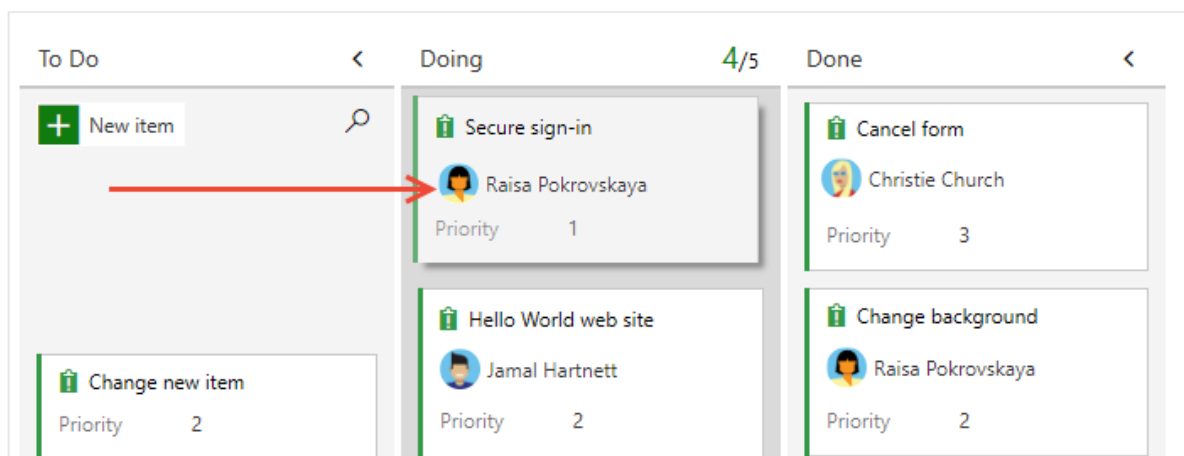 To Do
New item
Change new item
Priority 2
Doing 4/5
Secure sign-in
Raisa Pokrovskaya
Priority 1
Hello World web site
Jamal Hartnett
Priority 2
Done
Cancel form
Christie Church
Priority 3
Change background
Raisa Pokrovskaya
Priority 2